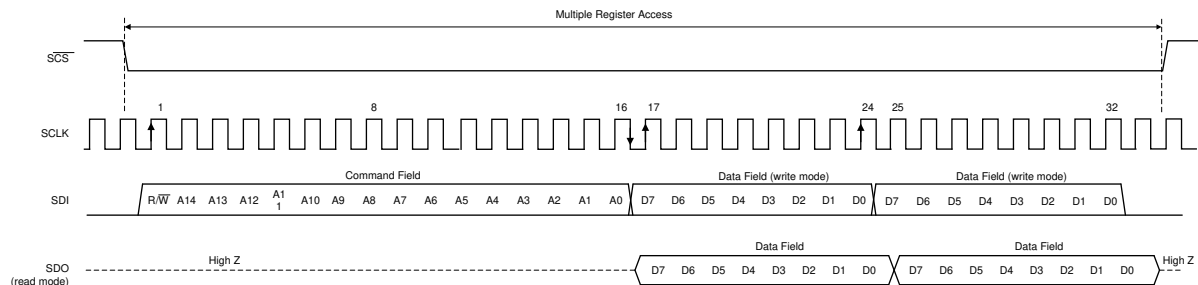 Multiple Register Access
SCS
1 8 16 17 24 25 32
SCLK
Command Field Data Field (write mode) Data Field (write mode)
SDI R/W A14 A13 A12 A11 A10 A9 A8 A7 A6 A5 A4 A3 A2 A1 A0 D7 D6 D5 D4 D3 D2 D1 D0 D7 D6 D5 D4 D3 D2 D1 D0
Data Field Data Field
High Z High Z
SDO D7 D6 D5 D4 D3 D2 D1 D0 D7 D6 D5 D4 D3 D2 D1 D0
(read mode)